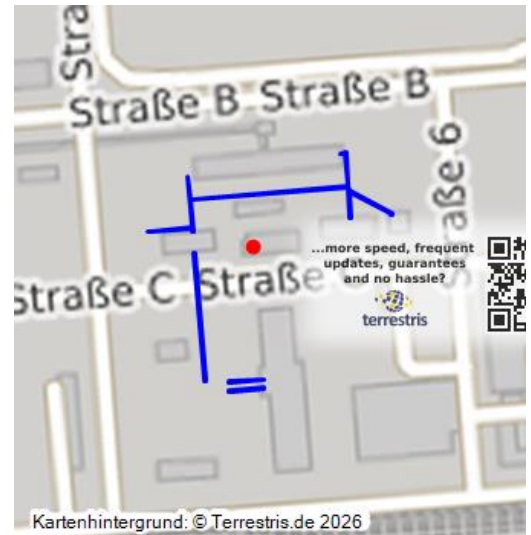 Stra
Straße B Straße B
Straße 6
...more speed, frequent
updates, guarantees
and no hassle?
terrestris
Straße C Straße
Kartenhintergrund: © Terrestris.de 2026